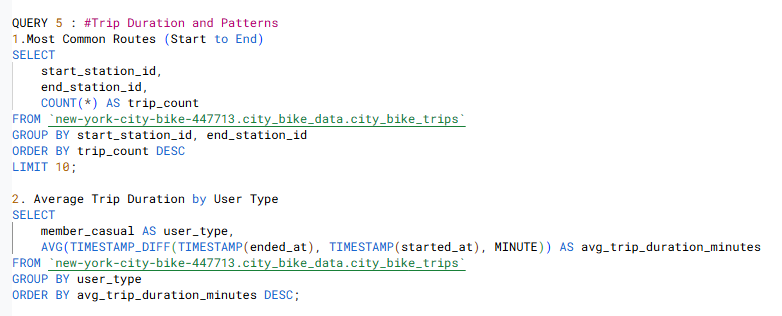 QUERY 5 : #Trip Duration and Patterns
1.Most Common Routes (Start to End)
SELECT
    start_station_id,
    end_station_id,
    COUNT(*) AS trip_count
FROM `new-york-city-bike-447713.city_bike_data.city_bike_trips`
GROUP BY start_station_id, end_station_id
ORDER BY trip_count DESC
LIMIT 10;

2. Average Trip Duration by User Type
SELECT
    member_casual AS user_type,
    AVG(TIMESTAMP_DIFF(TIMESTAMP(ended_at), TIMESTAMP(started_at), MINUTE)) AS avg_trip_duration_minutes
FROM `new-york-city-bike-447713.city_bike_data.city_bike_trips`
GROUP BY user_type
ORDER BY avg_trip_duration_minutes DESC;